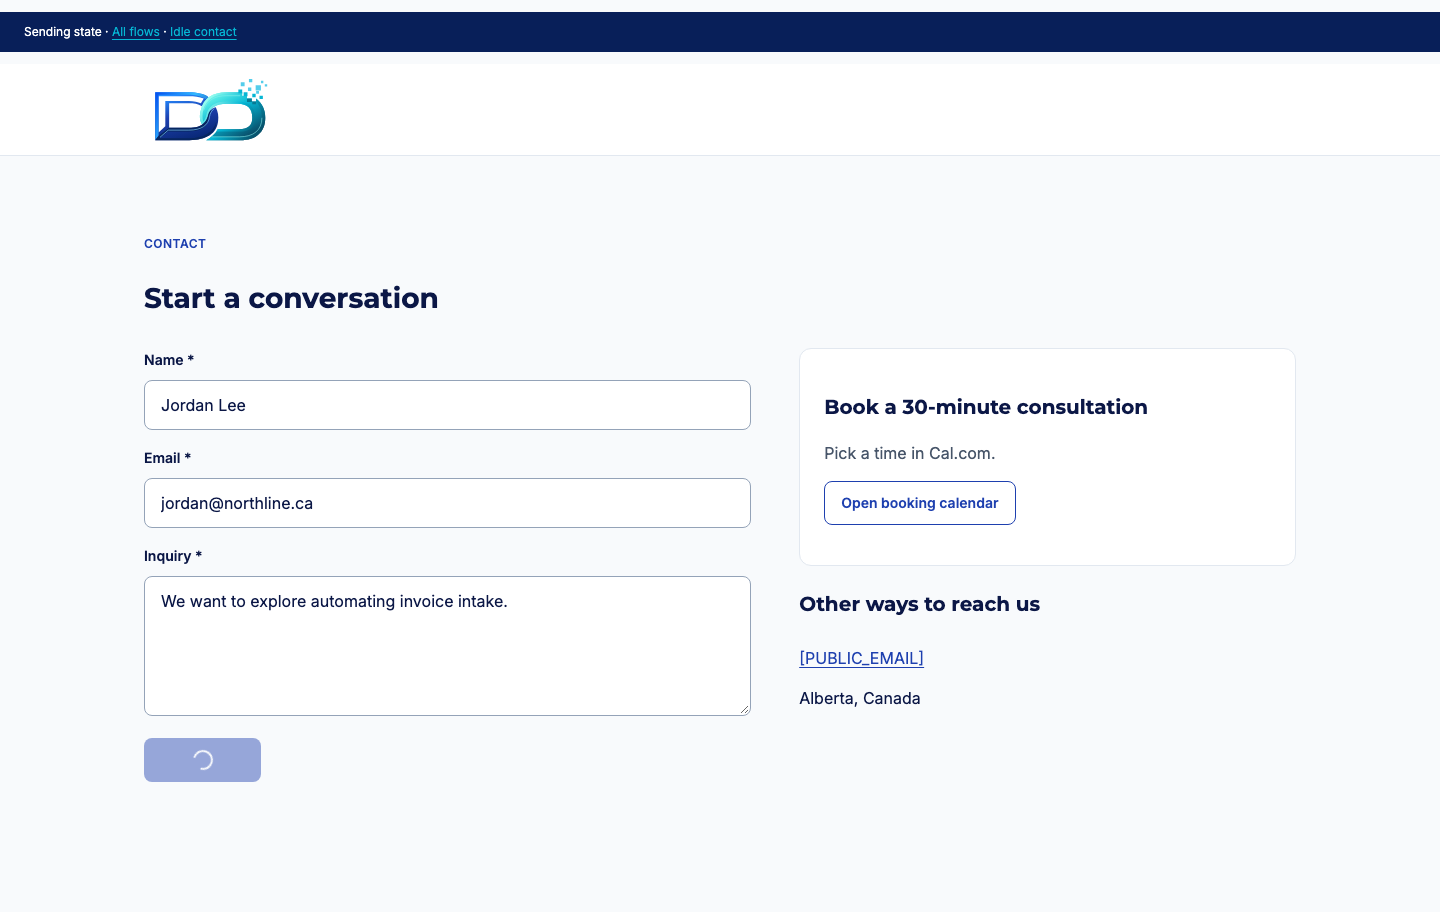 Sending state · All flows · Idle contact
DO
CONTACT
Start a conversation
Name *
Jordan Lee
Email *
jordan@northline.ca
Inquiry *
We want to explore automating invoice intake.
Book a 30-minute consultation
Pick a time in Cal.com.
Open booking calendar
Other ways to reach us
[PUBLIC_EMAIL]
Alberta, Canada